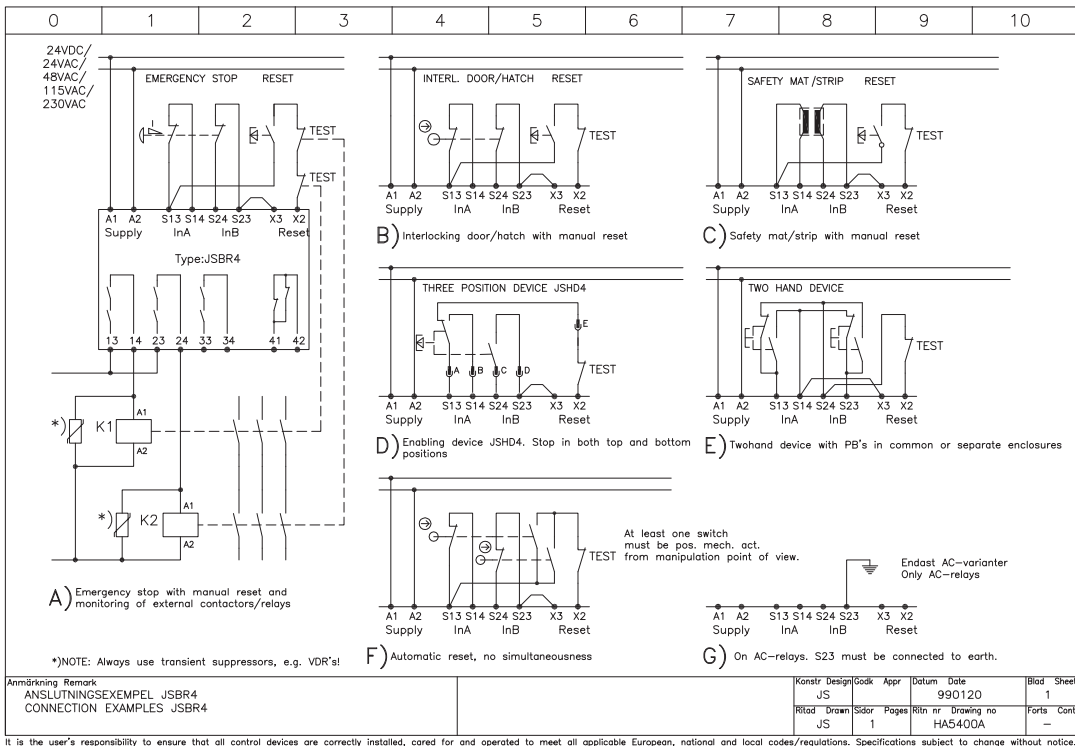 0 1 2 3 4 5 6 7 8 9 10
24VDC/
24VAC/
48VAC/
115VAC/
230VAC
EMERGENCY STOP RESET
TEST
TEST
A1 A2 S13 S14 S24 S23 X3 X2
Supply InA InB Reset
Type:JSBR4
13 14 23 24 33 34 41 42
*)
K1
A1
A2
*)
K2
A1
A2
A) Emergency stop with manual reset and
monitoring of external contactors/relays
*)NOTE: Always use transient suppressors, e.g. VDR's!
INTERL. DOOR/HATCH RESET
TEST
A1 A2 S13 S14 S24 S23 X3 X2
Supply InA InB Reset
B) Interlocking door/hatch with manual reset
SAFETY MAT/STRIP RESET
TEST
A1 A2 S13 S14 S24 S23 X3 X2
Supply InA InB Reset
C) Safety mat/strip with manual reset
THREE POSITION DEVICE JSHD4
E
A B C D
TEST
A1 A2 S13 S14 S24 S23 X3 X2
Supply InA InB Reset
D) Enabling device JSHD4. Stop in both top and bottom
positions
TWO HAND DEVICE
TEST
A1 A2 S13 S14 S24 S23 X3 X2
Supply InA InB Reset
E) Twohand device with PB's in common or separate enclosures
TEST
At least one switch
must be pos. mech. act.
from manipulation point of view.
A1 A2 S13 S14 S24 S23 X3 X2
Supply InA InB Reset
F) Automatic reset, no simultaneousness
Endast AC-varianter
Only AC-relays
A1 A2 S13 S14 S24 S23 X3 X2
Supply InA InB Reset
G) On AC-relays. S23 must be connected to earth.
Anmärkning Remark
ANSLUTNINGSEXEMPEL JSBR4
CONNECTION EXAMPLES JSBR4
Konstr Design Godk Appr Datum Date Blad Sheet
JS 990120 1
Ritad Drawn Sidor Pages Ritn nr Drawing no Forts Cont
JS 1 HA5400A -
It is the user's responsibility to ensure that all control devices are correctly installed, cared for and operated to meet all applicable European, national and local codes/regulations. Specifications subject to change without notice.